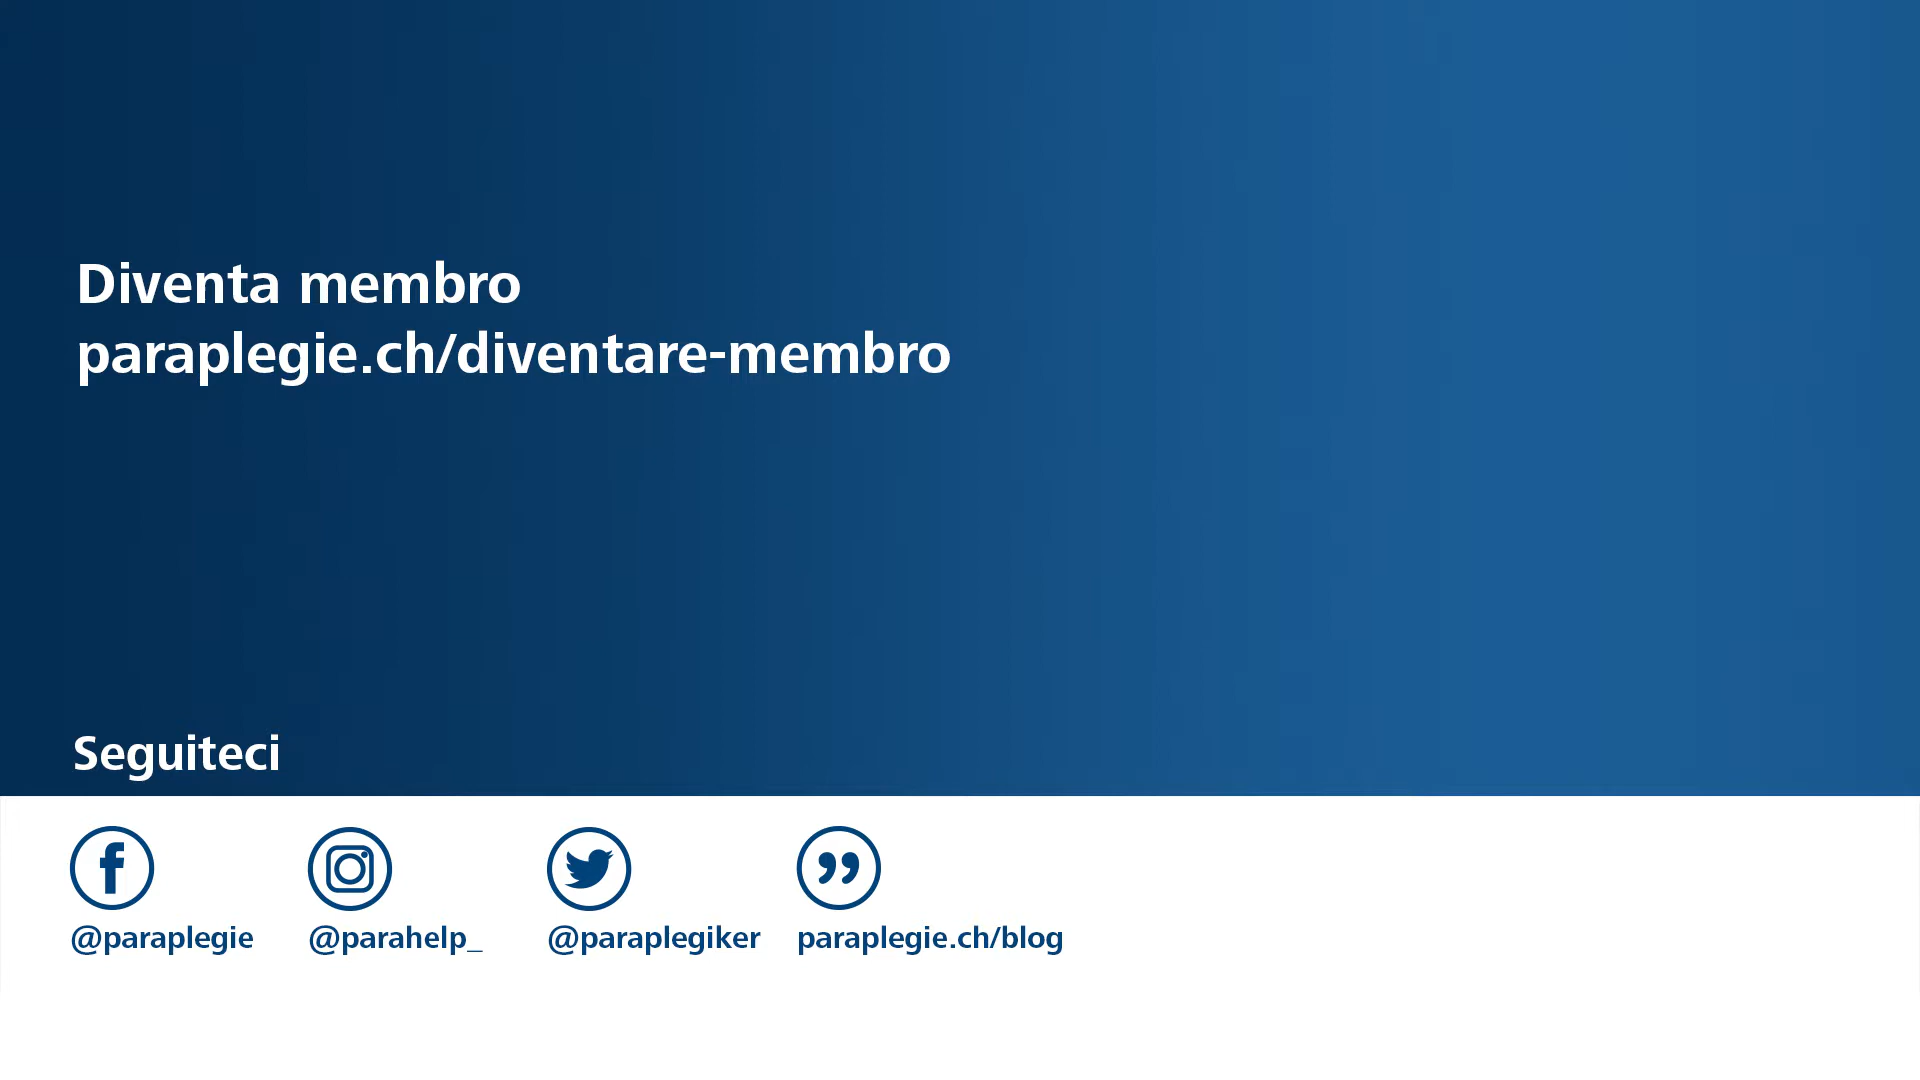 Diventa membro
paraplegie.ch/diventare-membro
Seguiteci
@paraplegie
@parahelp_
@paraplegiker
paraplegie.ch/blog